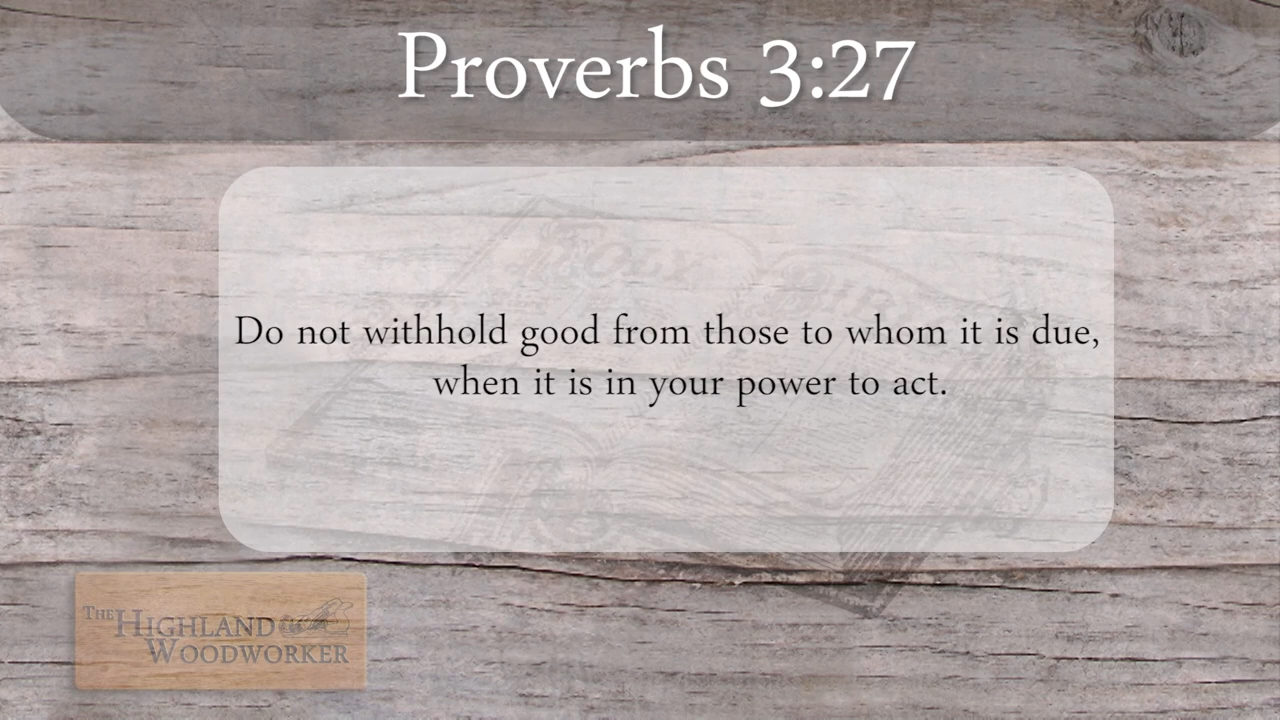 Proverbs 3:27
HOLY
Do not withhold good from those to whom it is due,
when it is in your power to act.
THE HIGHLAND
WOODWORKER